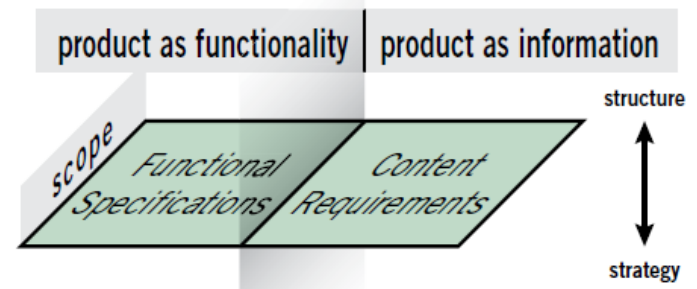 product as functionality product as information
structure
scope
Functional Content
Specifications Requirements
strategy